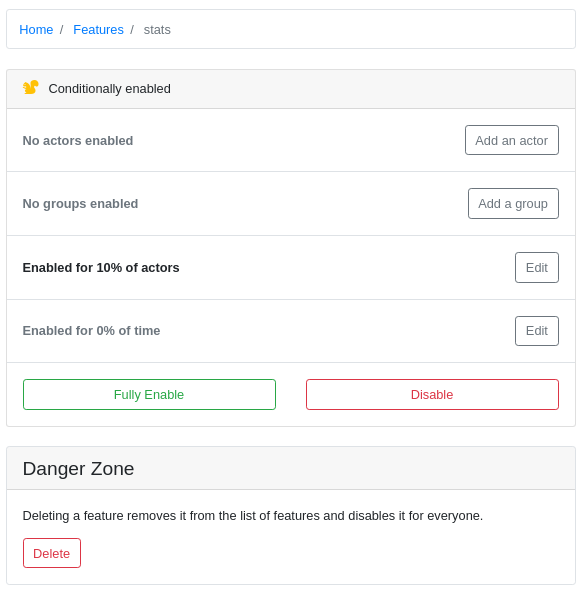 Home / Features / stats
Conditionally enabled
No actors enabled Add an actor
No groups enabled Add a group
Enabled for 10% of actors Edit
Enabled for 0% of time Edit
Fully Enable Disable
Danger Zone
Deleting a feature removes it from the list of features and disables it for everyone.
Delete